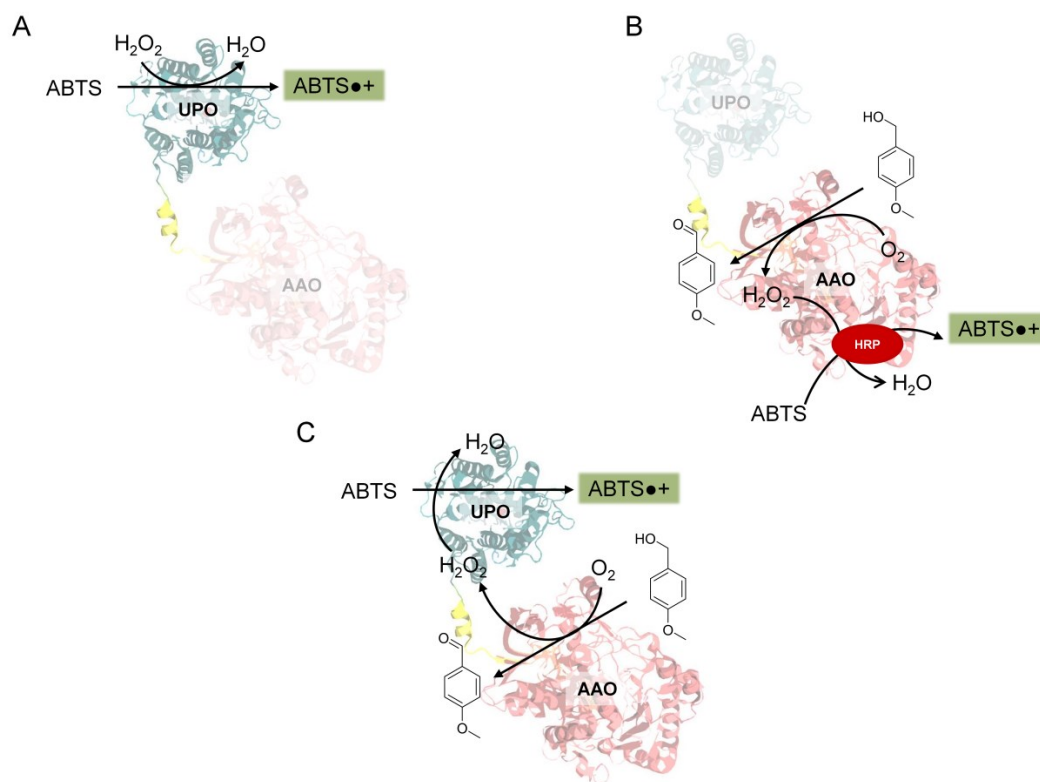 A
H₂O₂
H₂O
ABTS
ABTS●+
UPO
AAO
B
UPO
HO
O
O₂
O
AAO
H₂O₂
O
HRP
ABTS●+
H₂O
ABTS
C
H₂O
ABTS
ABTS●+
UPO
HO
H₂O₂
O₂
O
O
AAO
O